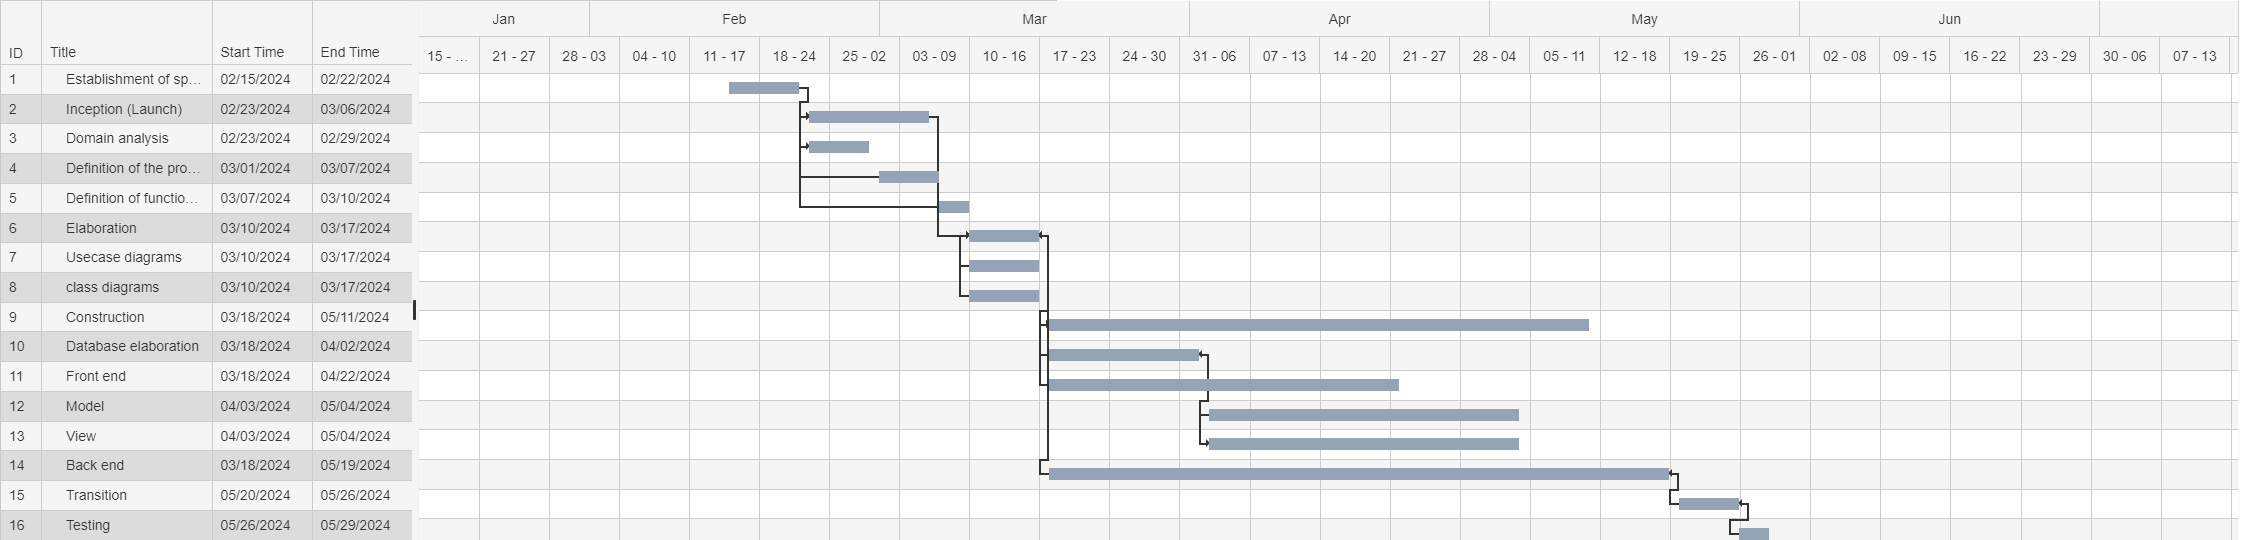 Jan Feb Mar Apr May Jun
ID Title Start Time End Time 15 - ... 21 - 27 28 - 03 04 - 10 11 - 17 18 - 24 25 - 02 03 - 09 10 - 16 17 - 23 24 - 30 31 - 06 07 - 13 14 - 20 21 - 27 28 - 04 05 - 11 12 - 18 19 - 25 26 - 01 02 - 08 09 - 15 16 - 22 23 - 29 30 - 06 07 - 13
1 Establishment of sp... 02/15/2024 02/22/2024
2 Inception (Launch) 02/23/2024 03/06/2024
3 Domain analysis 02/23/2024 02/29/2024
4 Definition of the pro... 03/01/2024 03/07/2024
5 Definition of functio... 03/07/2024 03/10/2024
6 Elaboration 03/10/2024 03/17/2024
7 Usecase diagrams 03/10/2024 03/17/2024
8 class diagrams 03/10/2024 03/17/2024
9 Construction 03/18/2024 05/11/2024
10 Database elaboration 03/18/2024 04/02/2024
11 Front end 03/18/2024 04/22/2024
12 Model 04/03/2024 05/04/2024
13 View 04/03/2024 05/04/2024
14 Back end 03/18/2024 05/19/2024
15 Transition 05/20/2024 05/26/2024
16 Testing 05/26/2024 05/29/2024